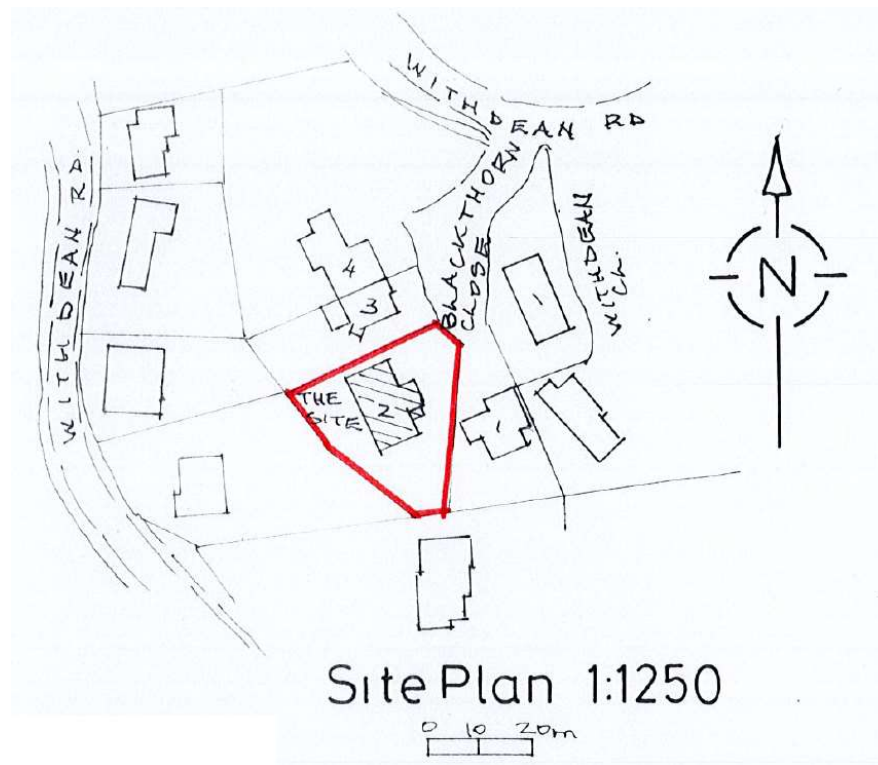 WITHDEAN RD
WITHDEAN RD
BLACKTHORN
CLOSE
WITHDEAN
CL.
4
3
1
THE
SITE
2
1
N
Site Plan 1:1250
0 10 20m